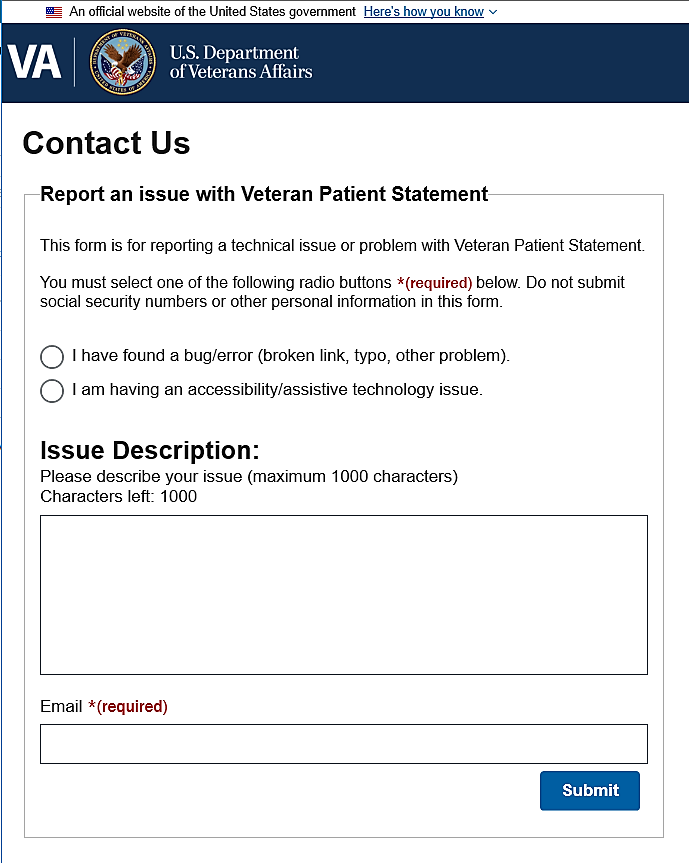 An official website of the United States government Here's how you know
VA
U.S. Department
of Veterans Affairs
Contact Us
Report an issue with Veteran Patient Statement
This form is for reporting a technical issue or problem with Veteran Patient Statement.
You must select one of the following radio buttons *(required) below. Do not submit
social security numbers or other personal information in this form.
I have found a bug/error (broken link, typo, other problem).
I am having an accessibility/assistive technology issue.
Issue Description:
Please describe your issue (maximum 1000 characters)
Characters left: 1000
Email *(required)
Submit